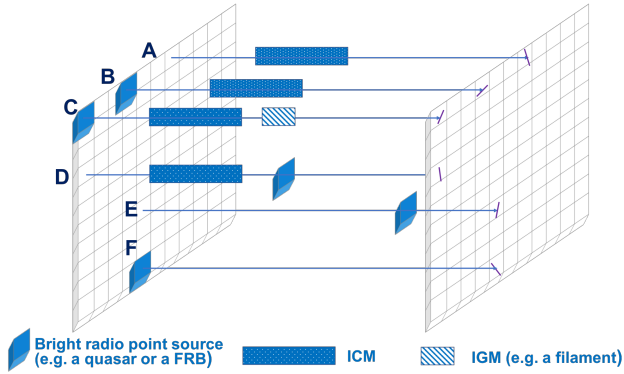 A
B
C
D
E
F
Bright radio point source
(e.g. a quasar or a FRB)
ICM
IGM (e.g. a filament)